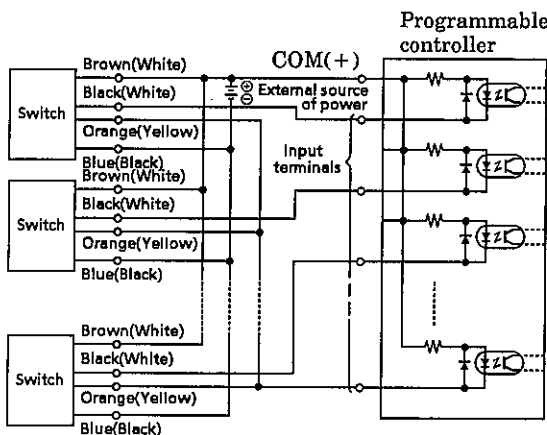 Programmable
controller
COM(+)
⊕
⊖
External source
of power
Input
terminals
Switch
Brown(White)
Black(White)
Orange(Yellow)
Blue(Black)
Switch
Brown(White)
Black(White)
Orange(Yellow)
Blue(Black)
Switch
Brown(White)
Black(White)
Orange(Yellow)
Blue(Black)